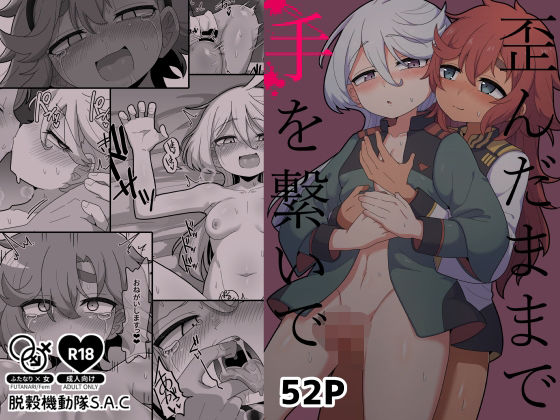 歪んだままで
手を繋いで
52P
おねがいしますっ
R18
ふたなり×女
FUTANARI/Fem
成人向け
ADULT ONLY
脱穀機動隊S.A.C